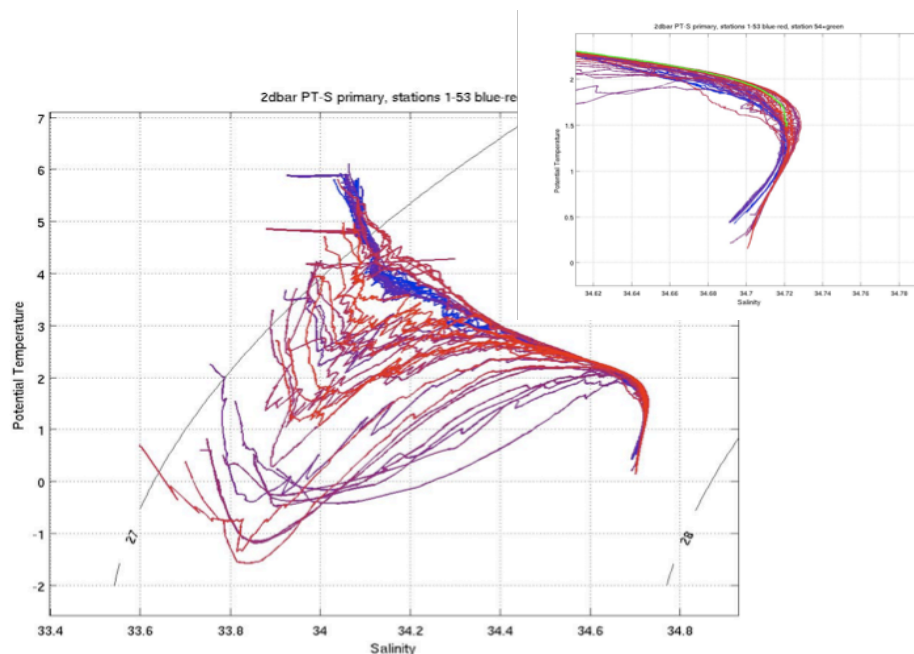 2dbar PT-S primary, stations 1-53 blue-red, station 54=green
2
1.5
1
0.5
0
Potential Temperature
34.62 34.64 34.66 34.68 34.7 34.72 34.74 34.76 34.78
Salinity
2dbar PT-S primary, stations 1-53 blue-re
7
6
5
4
3
2
1
0
-1
-2
Potential Temperature
27
28
33.4 33.6 33.8 34 34.2 34.4 34.6 34.8
Salinity